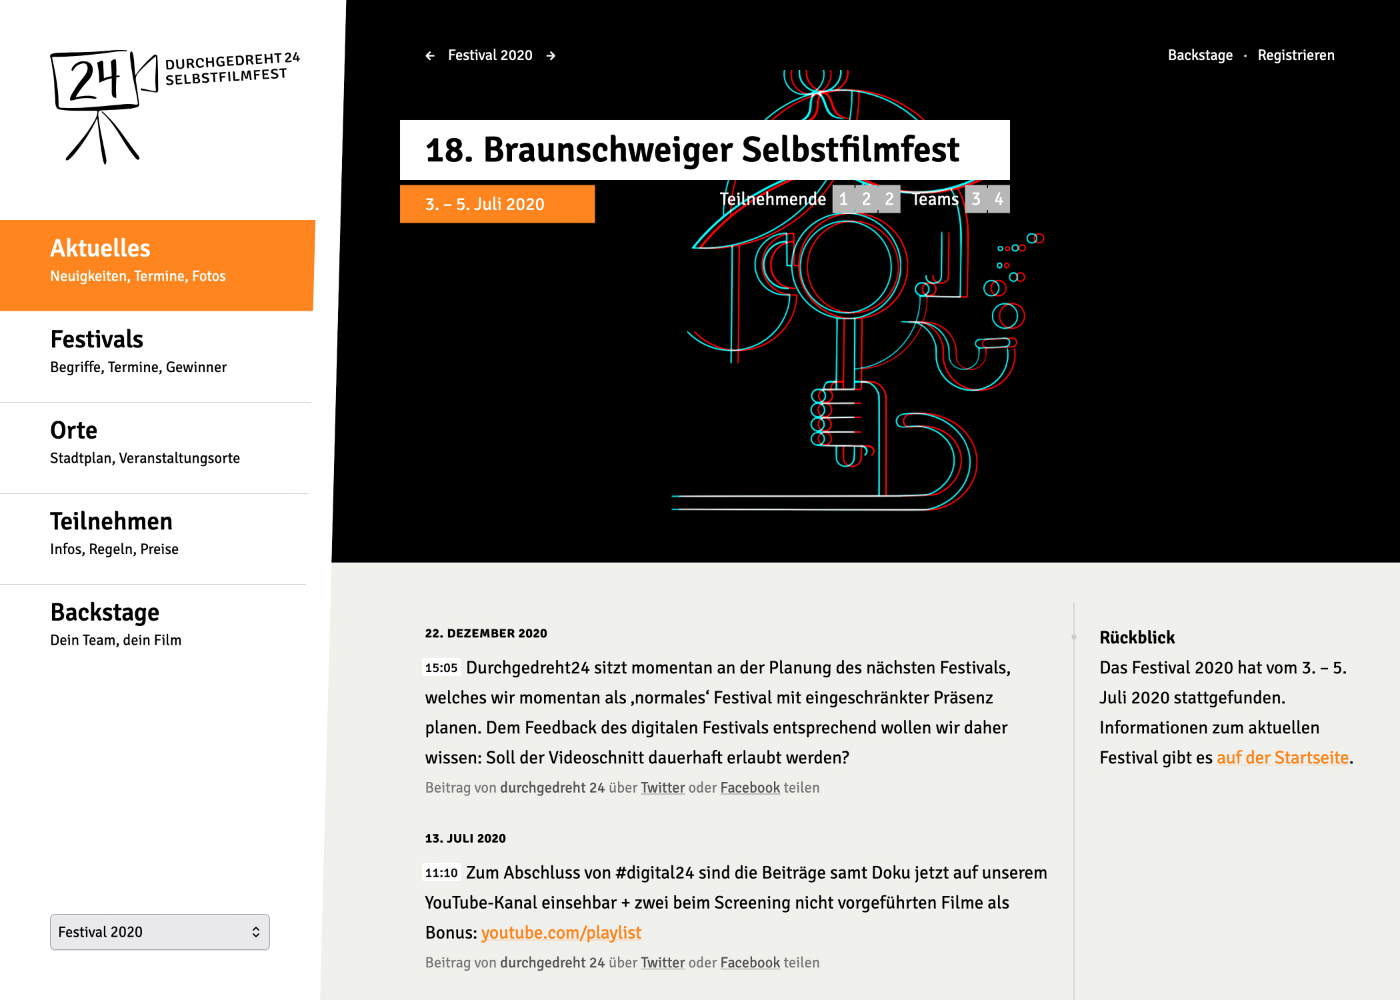 24
DURCHGEDREHT 24
SELBSTFILMFEST
Aktuelles
Neuigkeiten, Termine, Fotos
Festivals
Begriffe, Termine, Gewinner
Orte
Stadtplan, Veranstaltungsorte
Teilnehmen
Infos, Regeln, Preise
Backstage
Dein Team, dein Film
Festival 2020
← Festival 2020 →
Backstage · Registrieren
18. Braunschweiger Selbstfilmfest
3. – 5. Juli 2020
Teilnehmende 1 2 2 Teams 3 4
22. DEZEMBER 2020
15:05 Durchgedreht24 sitzt momentan an der Planung des nächsten Festivals,
welches wir momentan als ‚normales‘ Festival mit eingeschränkter Präsenz
planen. Dem Feedback des digitalen Festivals entsprechend wollen wir daher
wissen: Soll der Videoschnitt dauerhaft erlaubt werden?
Beitrag von durchgedreht 24 über Twitter oder Facebook teilen
13. JULI 2020
11:10 Zum Abschluss von #digital24 sind die Beiträge samt Doku jetzt auf unserem
YouTube-Kanal einsehbar + zwei beim Screening nicht vorgeführten Filme als
Bonus: youtube.com/playlist
Beitrag von durchgedreht 24 über Twitter oder Facebook teilen
Rückblick
Das Festival 2020 hat vom 3. – 5.
Juli 2020 stattgefunden.
Informationen zum aktuellen
Festival gibt es auf der Startseite.